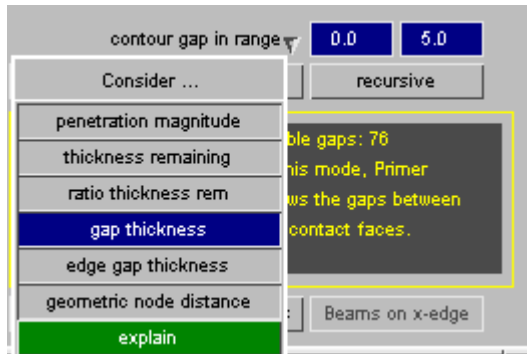 contour gap in range 0.0 5.0
Consider ... recursive
penetration magnitude
ble gaps: 76
thickness remaining
his mode, Primer
ratio thickness rem
ws the gaps between
gap thickness
contact faces.
edge gap thickness
geometric node distance
Beams on x-edge
explain